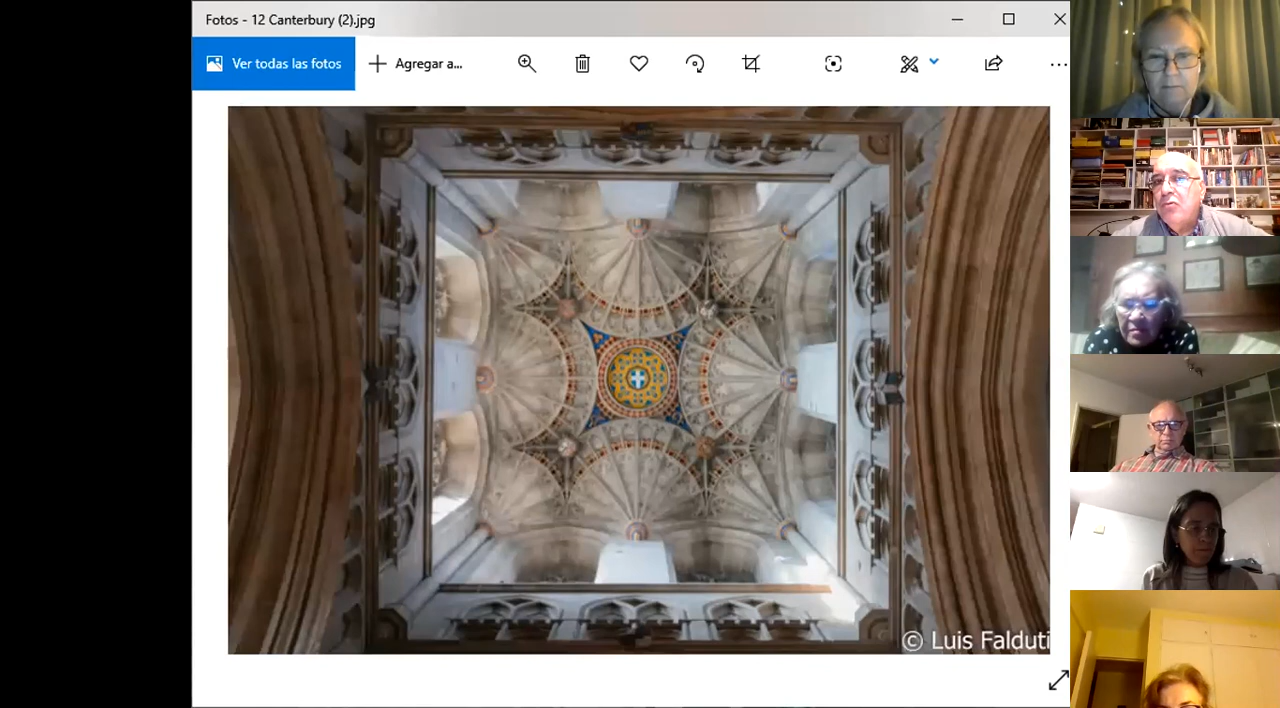 Fotos - 12 Canterbury (2).jpg
Ver todas las fotos
Agregar a...
© Luis Falduti